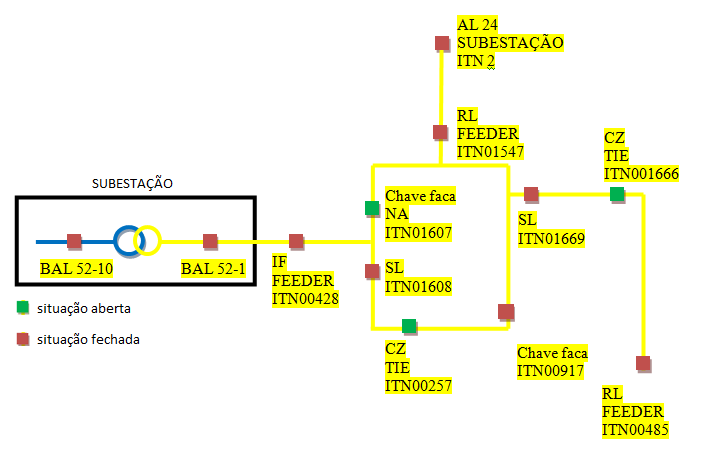 AL 24
SUBESTAÇÃO
ITN 2
RL
FEEDER
ITN01547
CZ
TIE
ITN001666
SUBESTAÇÃO
Chave faca
NA
ITN01607
SL
ITN01669
BAL 52-10
BAL 52-1
IF
FEEDER
ITN00428
SL
ITN01608
situação aberta
situação fechada
CZ
TIE
ITN00257
Chave faca
ITN00917
RL
FEEDER
ITN00485